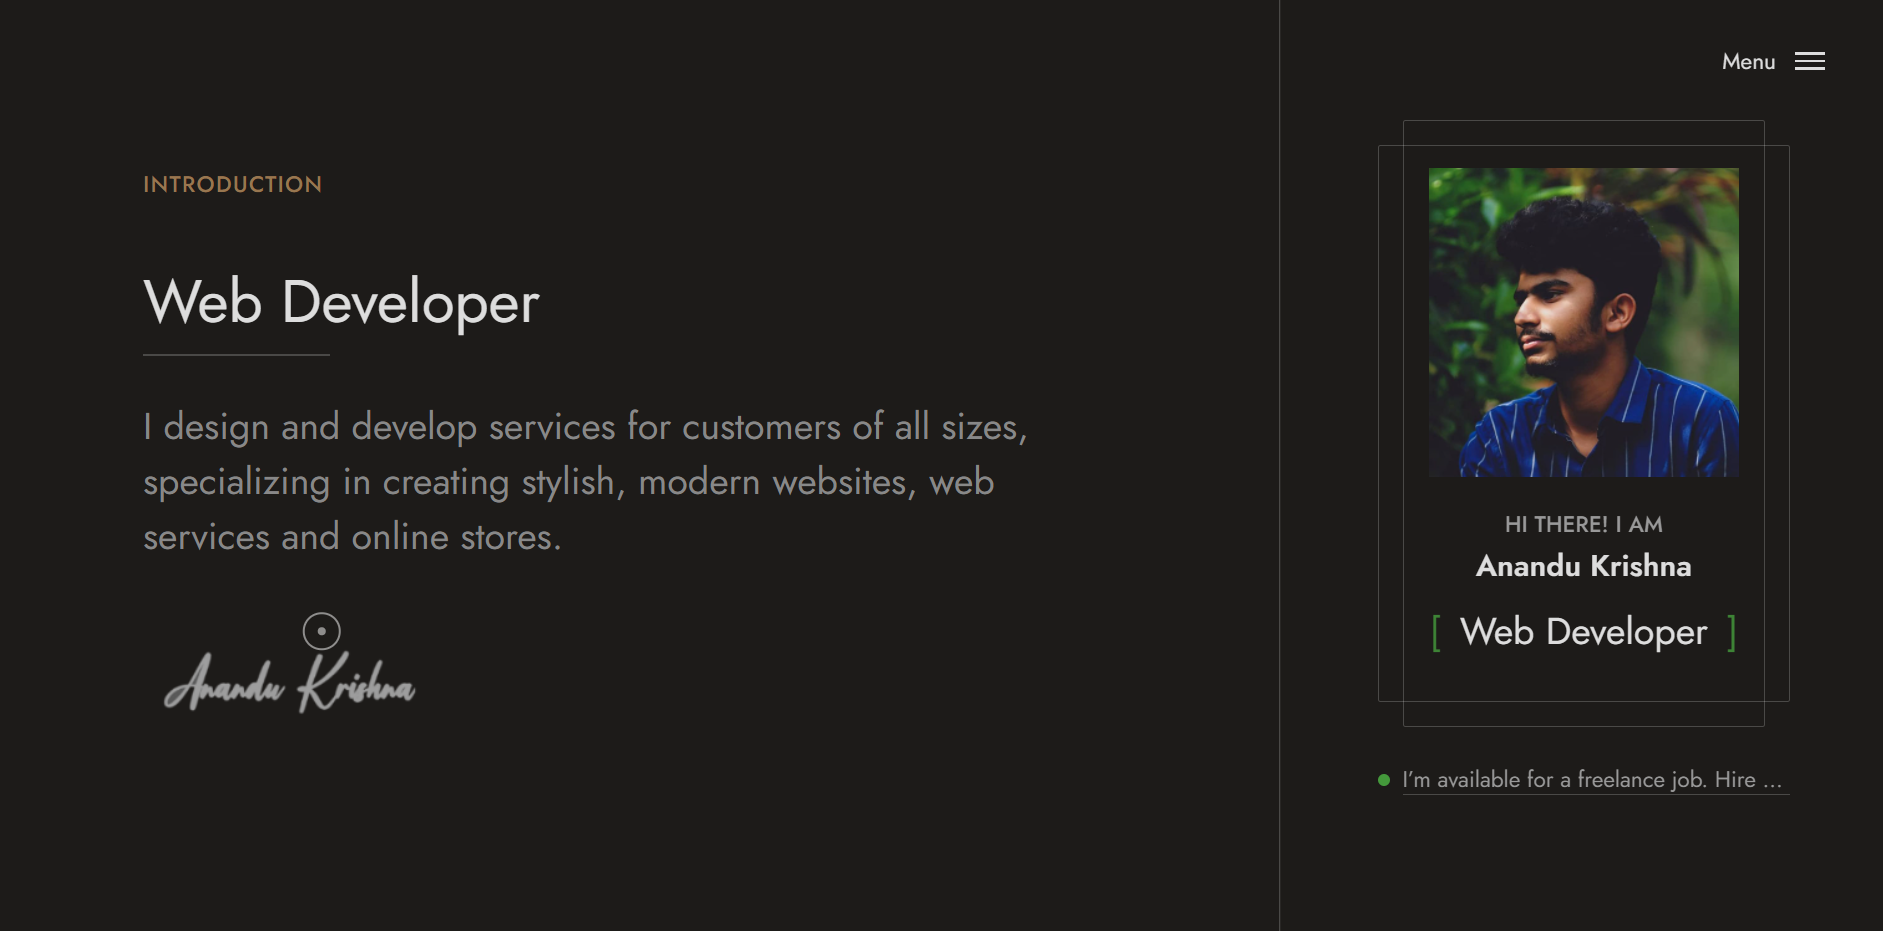 Menu
INTRODUCTION
Web Developer
I design and develop services for customers of all sizes,
specializing in creating stylish, modern websites, web
services and online stores.
Anandu Krishna
HI THERE! I AM
Anandu Krishna
[ Web Developer ]
I’m available for a freelance job. Hire ...